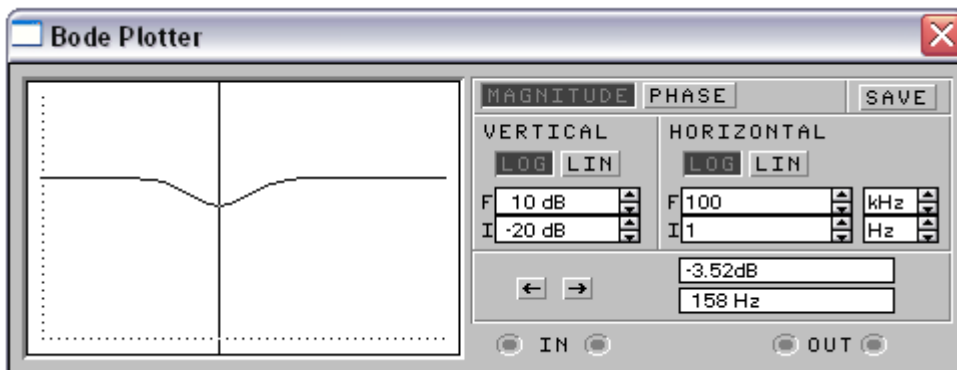 Bode Plotter
MAGNITUDE PHASE SAVE
VERTICAL HORIZONTAL
LOG LIN LOG LIN
F 10 dB F 100 kHz
I -20 dB I 1 Hz
-3.52dB
158 Hz
IN OUT